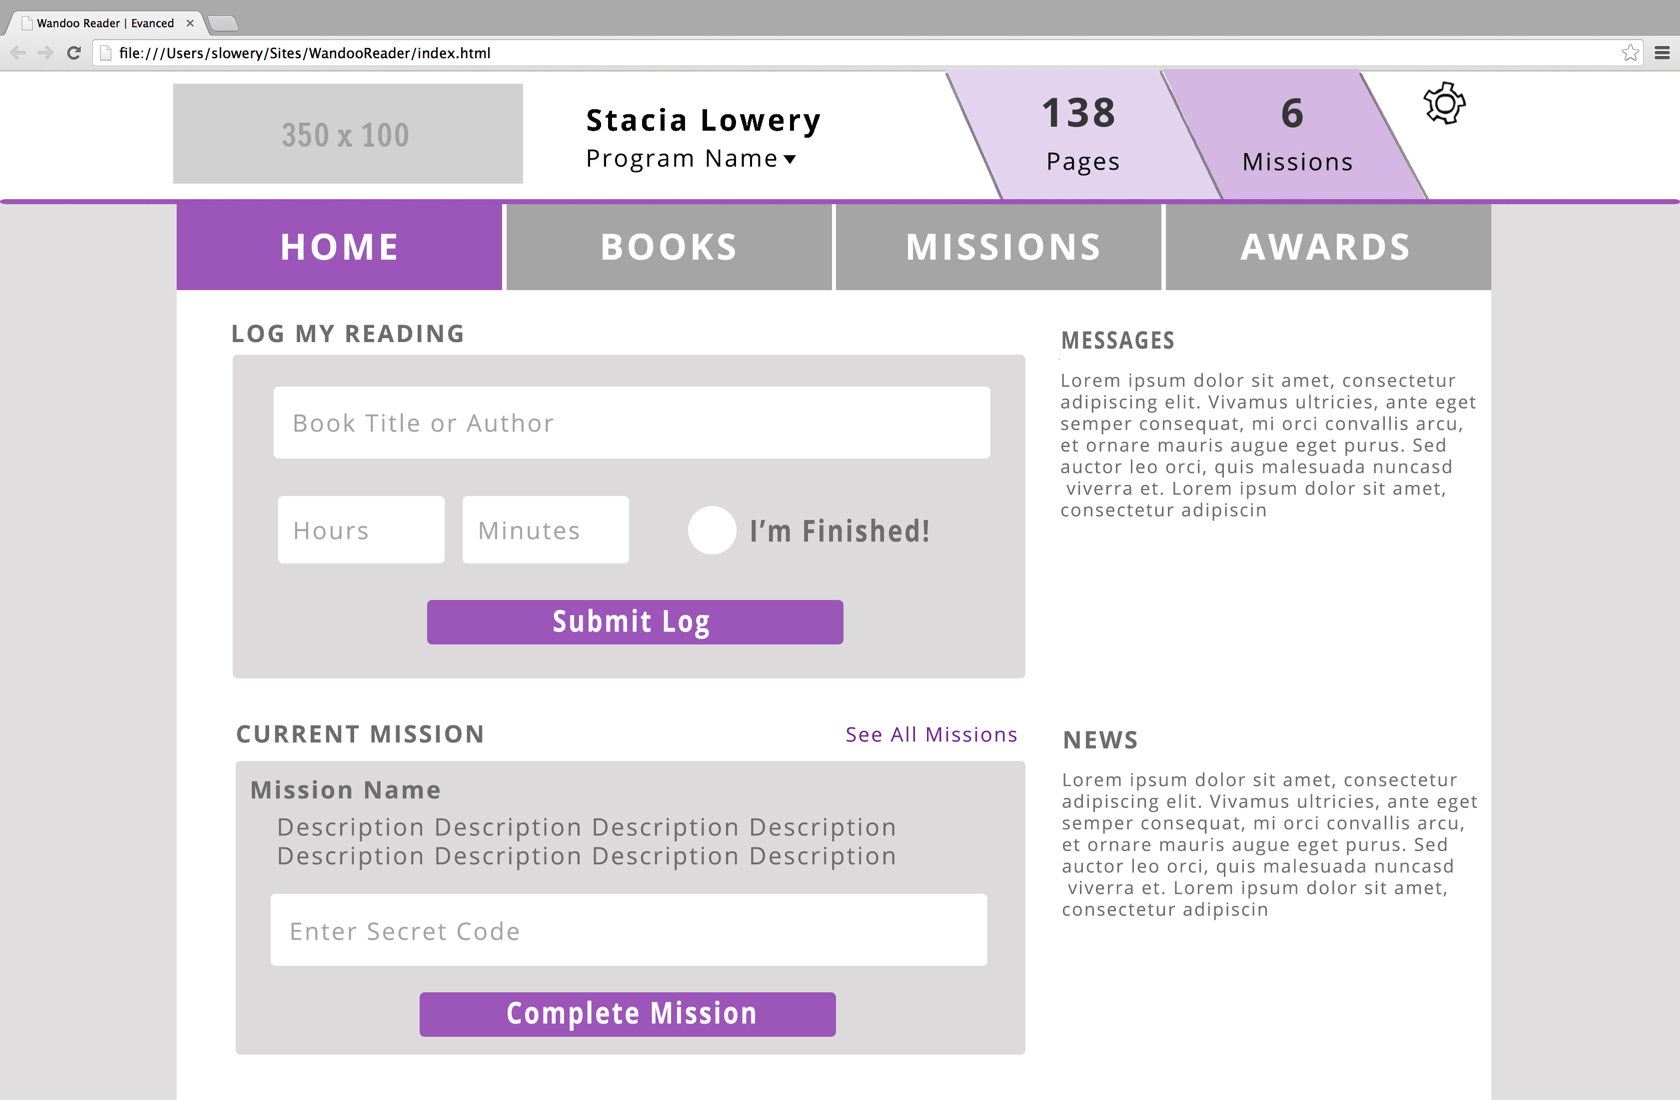 Wandoo Reader | Evanced
file:///Users/slowery/Sites/WandooReader/index.html
350 x 100
Stacia Lowery
Program Name
138
Pages
6
Missions
HOME
BOOKS
MISSIONS
AWARDS
LOG MY READING
Book Title or Author
Hours
Minutes
I’m Finished!
Submit Log
MESSAGES
Lorem ipsum dolor sit amet, consectetur
adipiscing elit. Vivamus ultricies, ante eget
semper consequat, mi orci convallis arcu,
et ornare mauris augue eget purus. Sed
auctor leo orci, quis malesuada nuncasd
viverra et. Lorem ipsum dolor sit amet,
consectetur adipiscin
CURRENT MISSION
See All Missions
Mission Name
Description Description Description Description
Description Description Description Description
Enter Secret Code
Complete Mission
NEWS
Lorem ipsum dolor sit amet, consectetur
adipiscing elit. Vivamus ultricies, ante eget
semper consequat, mi orci convallis arcu,
et ornare mauris augue eget purus. Sed
auctor leo orci, quis malesuada nuncasd
viverra et. Lorem ipsum dolor sit amet,
consectetur adipiscin